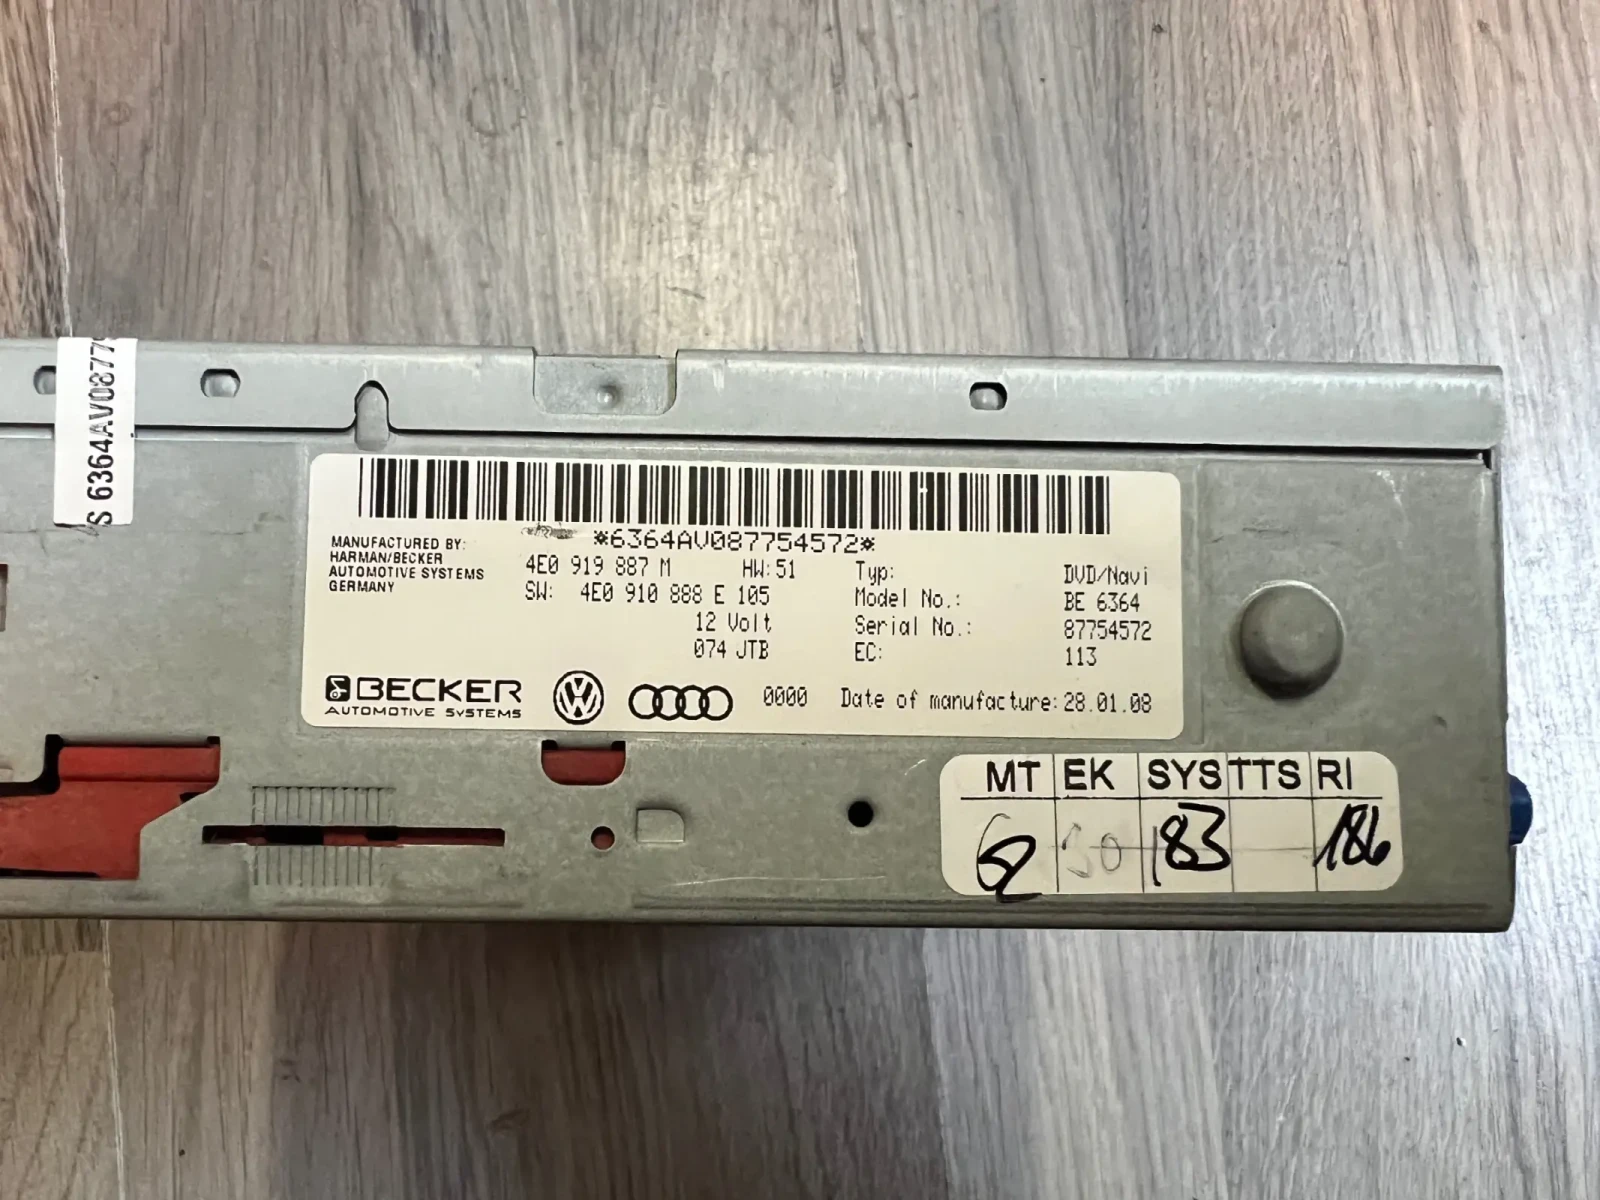 S 6364AV08775
*6364AV087754572*
MANUFACTURED BY:
HARMAN/BECKER
AUTOMOTIVE SYSTEMS
GERMANY
4E0 919 887 M HW:51
SW: 4E0 910 888 E 105
12 Volt
074 JTB
Typ: DVD/Navi
Model No.: BE 6364
Serial No.: 87754572
EC: 113
BECKER
AUTOMOTIVE SYSTEMS
0000 Date of manufacture: 28.01.08
MT EK SYS TTS RI
62 30 183 186